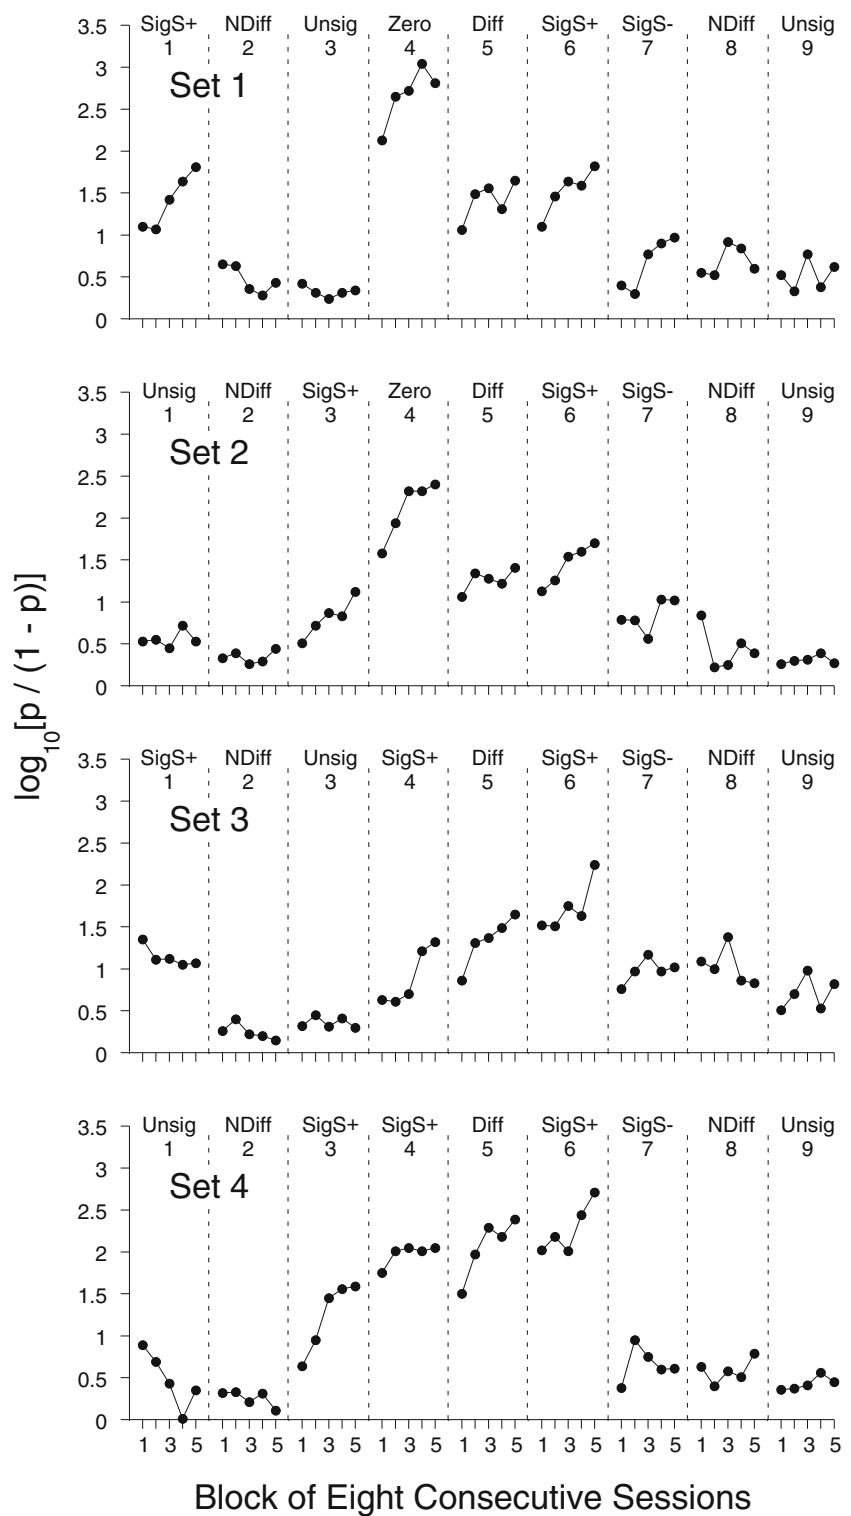 SigS+ NDiff Unsig Zero Diff SigS+ SigS- NDiff Unsig
1 2 3 4 5 6 7 8 9
Set 1
3.5
3
2.5
2
1.5
1
0.5
0
Unsig NDiff SigS+ Zero Diff SigS+ SigS- NDiff Unsig
1 2 3 4 5 6 7 8 9
Set 2
3.5
3
2.5
2
1.5
1
0.5
0
log10[p / (1 - p)]
SigS+ NDiff Unsig SigS+ Diff SigS+ SigS- NDiff Unsig
1 2 3 4 5 6 7 8 9
Set 3
3.5
3
2.5
2
1.5
1
0.5
0
Unsig NDiff SigS+ SigS+ Diff SigS+ SigS- NDiff Unsig
1 2 3 4 5 6 7 8 9
Set 4
3.5
3
2.5
2
1.5
1
0.5
0
1 3 5 1 3 5 1 3 5 1 3 5 1 3 5 1 3 5 1 3 5 1 3 5 1 3 5
Block of Eight Consecutive Sessions